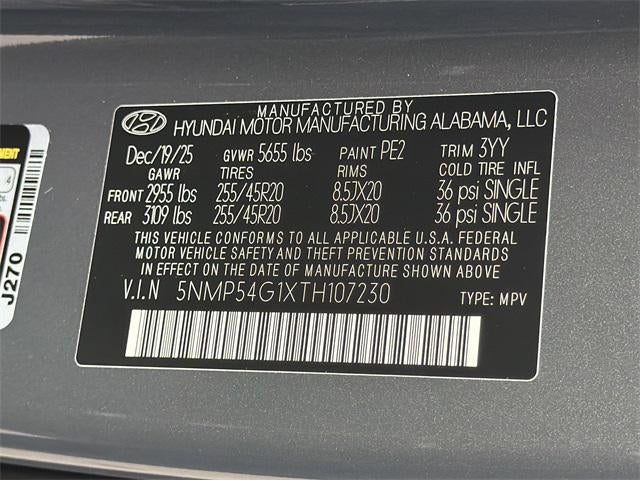 MANUFACTURED BY
HYUNDAI MOTOR MANUFACTURING ALABAMA, LLC
Dec/19/25 GVWR 5655 lbs PAINT PE2 TRIM 3YY
GAWR TIRES RIMS COLD TIRE INFL
FRONT 2955 lbs 255/45R20 8.5JX20 36 psi SINGLE
REAR 3109 lbs 255/45R20 8.5JX20 36 psi SINGLE
THIS VEHICLE CONFORMS TO ALL APPLICABLE U.S.A. FEDERAL
MOTOR VEHICLE SAFETY, BUMPER, AND THEFT PREVENTION
STANDARDS IN EFFECT ON THE DATE OF MANUFACTURE SHOWN ABOVE.
V.I.N 5NMP54G1XTH107230 TYPE: MPV
4
J270